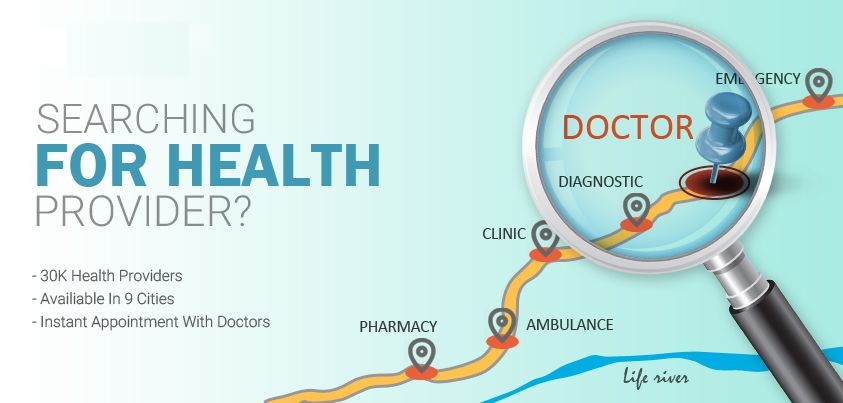 SEARCHING
FOR HEALTH
PROVIDER?
- 30K Health Providers
- Availiable In 9 Cities
- Instant Appointment With Doctors
EMERGENCY
DOCTOR
DIAGNOSTIC
CLINIC
AMBULANCE
PHARMACY
Life river